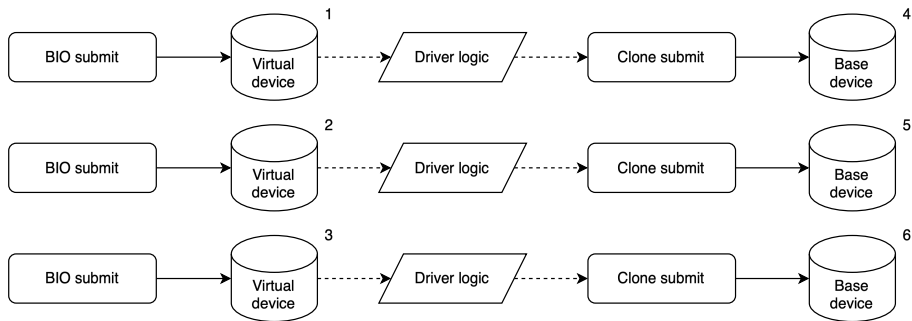 1
4
BIO submit
Virtual
device
Driver logic
Clone submit
Base
device
2
5
BIO submit
Virtual
device
Driver logic
Clone submit
Base
device
3
6
BIO submit
Virtual
device
Driver logic
Clone submit
Base
device